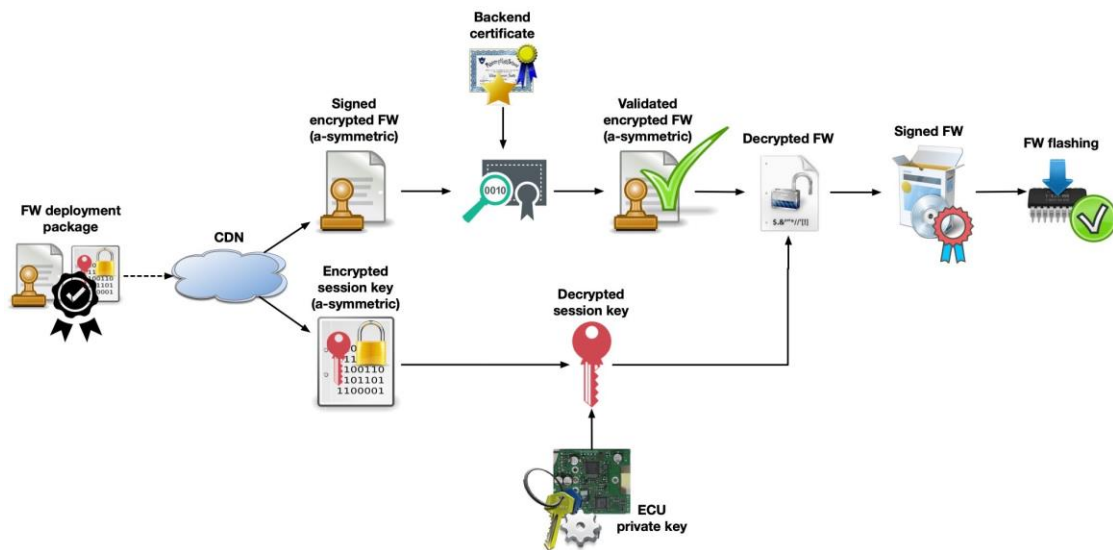 Backend
certificate
Signed
encrypted FW
(a-symmetric)
Validated
encrypted FW
(a-symmetric)
Decrypted FW
Signed FW
FW flashing
0010
$.&"''*//"[!]
FW deployment
package
CDN
Encrypted
session key
(a-symmetric)
100110
101101
1100001
Decrypted
session key
ECU
private key